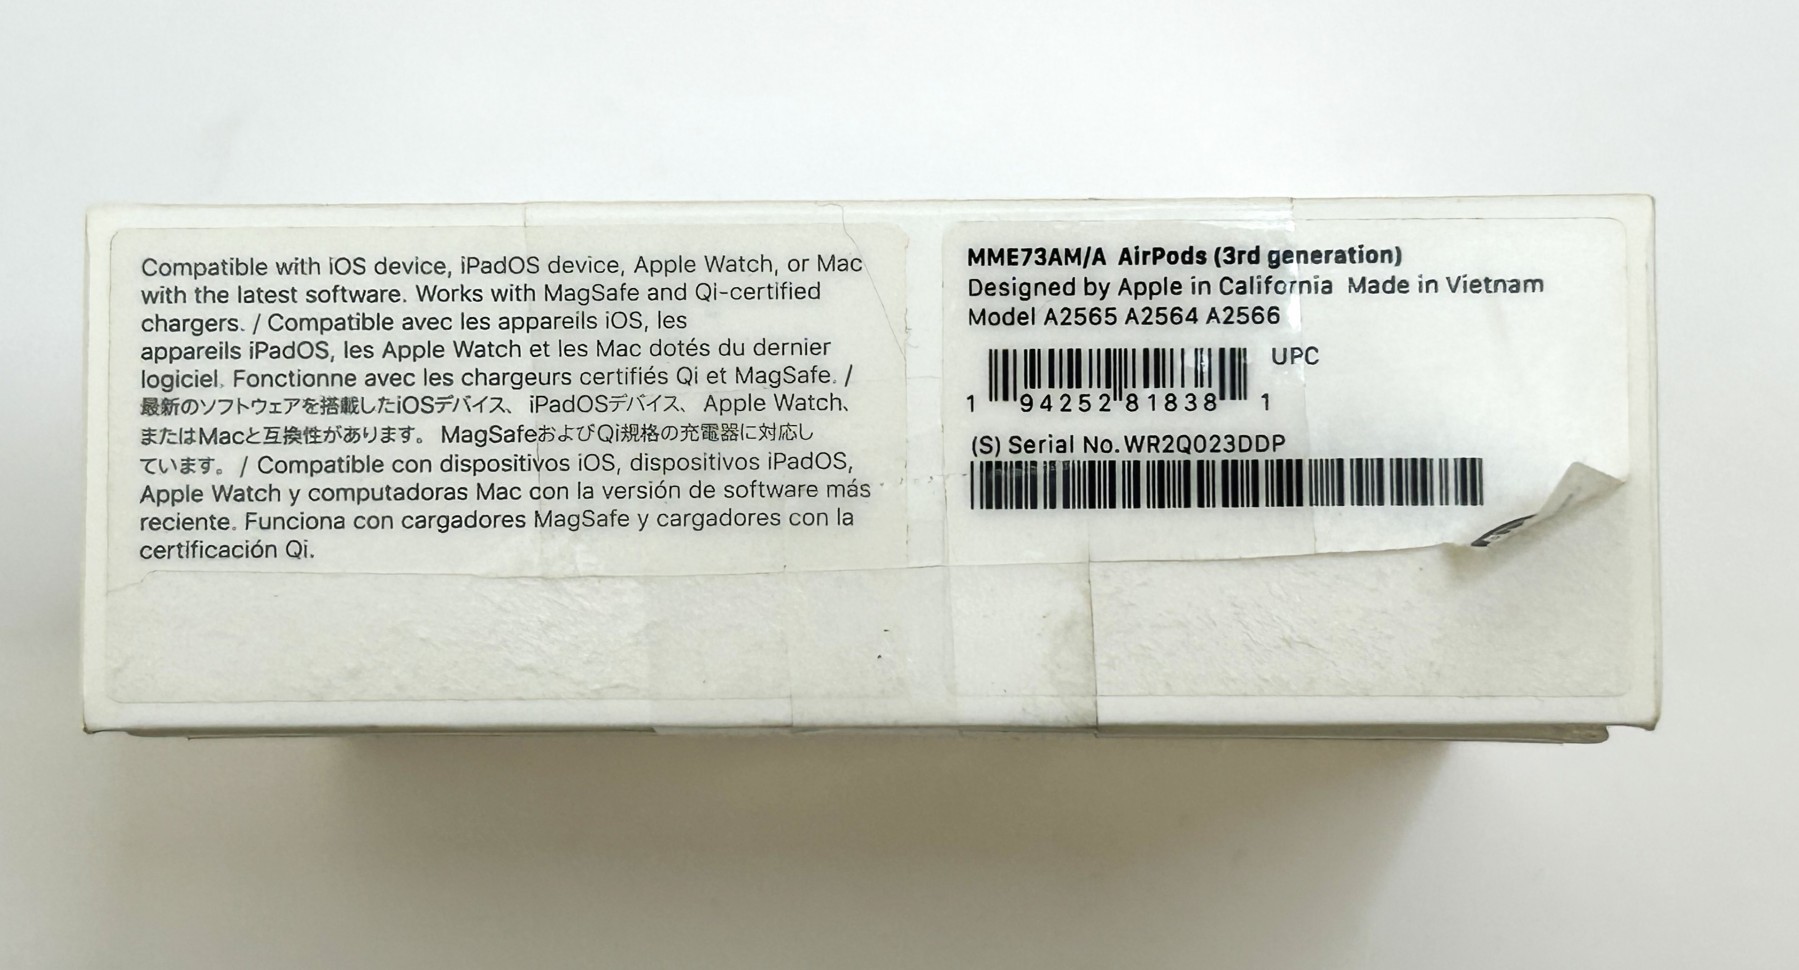 Compatible with iOS device, iPadOS device, Apple Watch, or Mac
with the latest software. Works with MagSafe and Qi-certified
chargers. / Compatible avec les appareils iOS, les
appareils iPadOS, les Apple Watch et les Mac dotés du dernier
logiciel. Fonctionne avec les chargeurs certifiés Qi et MagSafe. /
最新のソフトウェアを搭載したiOSデバイス、iPadOSデバイス、Apple Watch、
またはMacと互換性があります。MagSafeおよびQi規格の充電器に対応し
ています。/ Compatible con dispositivos iOS, dispositivos iPadOS,
Apple Watch y computadoras Mac con la versión de software más
reciente. Funciona con cargadores MagSafe y cargadores con la
certificación Qi.
MME73AM/A AirPods (3rd generation)
Designed by Apple in California Made in Vietnam
Model A2565 A2564 A2566
UPC
1 94252 81838 1
(S) Serial No. WR2Q023DDP